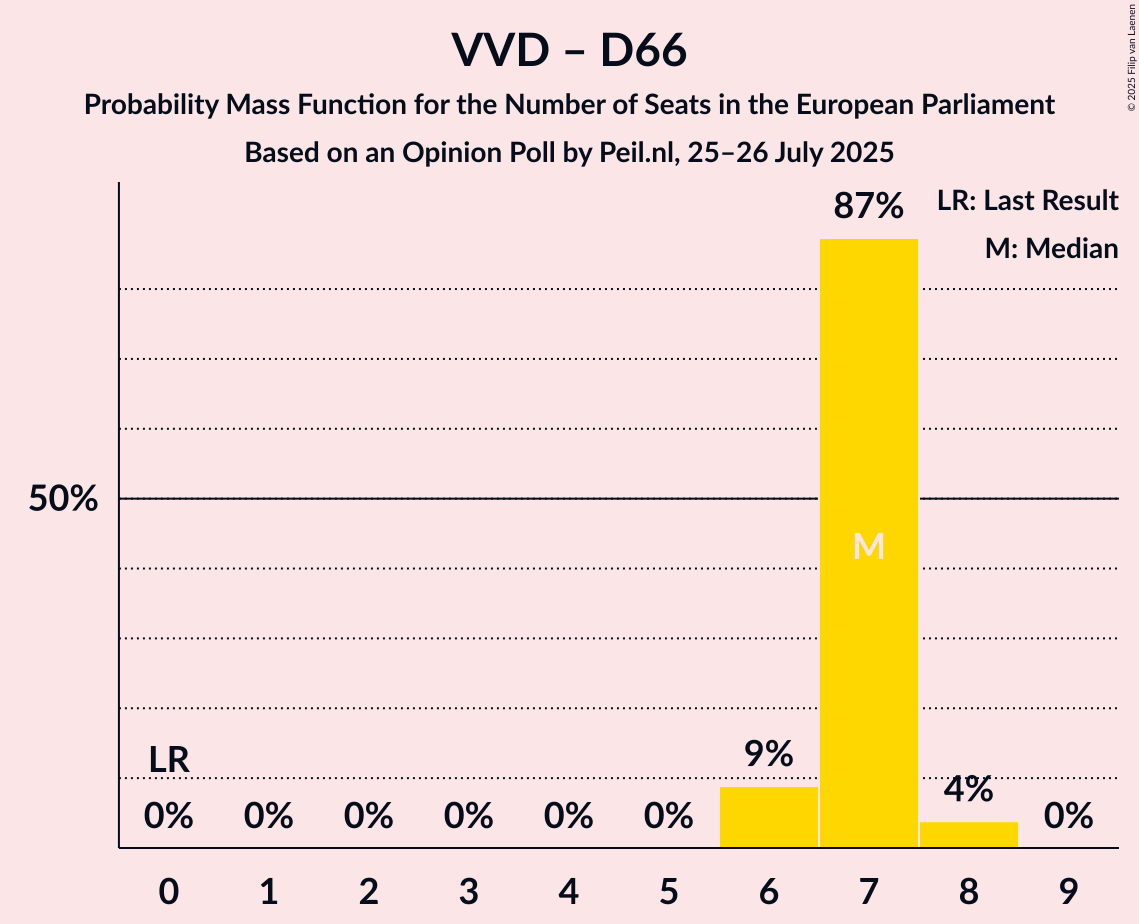 VVD – D66
Probability Mass Function for the Number of Seats in the European Parliament
Based on an Opinion Poll by Peil.nl, 25–26 July 2025
© 2025 Filip van Laenen
LR: Last Result
M: Median
87%
50%
M
LR
9%
4%
0% 0% 0% 0% 0% 0% 0%
0 1 2 3 4 5 6 7 8 9